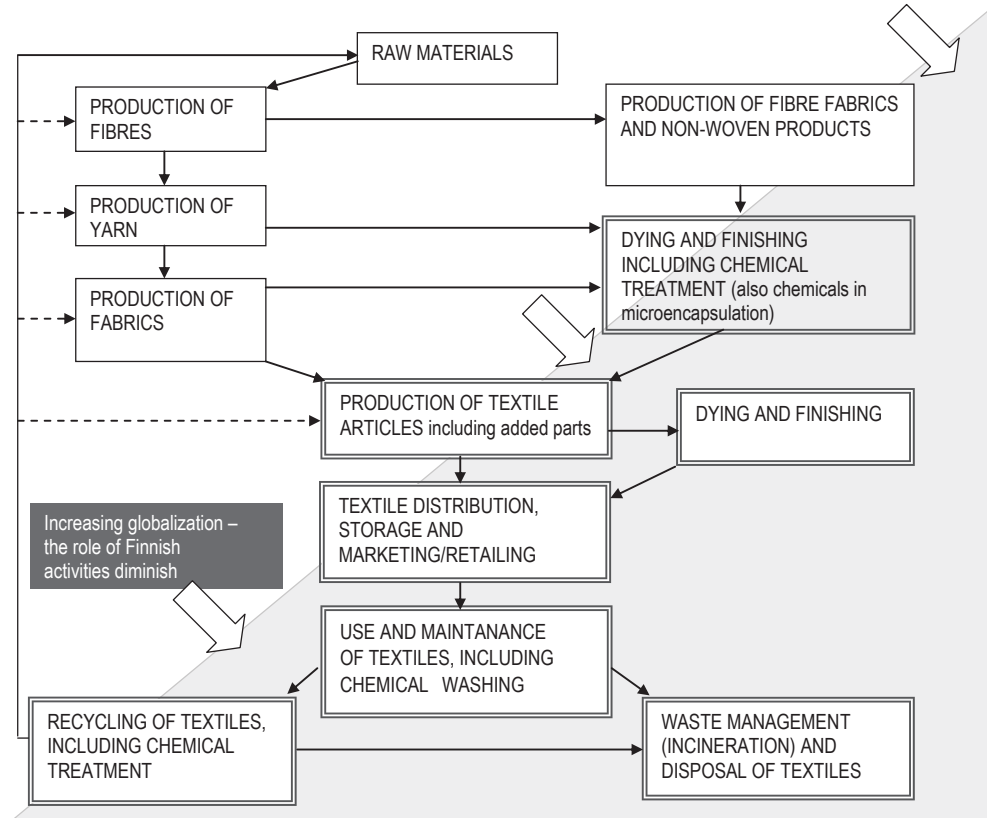 RAW MATERIALS
PRODUCTION OF
FIBRES
PRODUCTION OF FIBRE FABRICS
AND NON-WOVEN PRODUCTS
PRODUCTION OF
YARN
DYING AND FINISHING
INCLUDING CHEMICAL
TREATMENT (also chemicals in
microencapsulation)
PRODUCTION OF
FABRICS
PRODUCTION OF TEXTILE
ARTICLES including added parts
DYING AND FINISHING
TEXTILE DISTRIBUTION,
STORAGE AND
MARKETING/RETAILING
Increasing globalization –
the role of Finnish
activities diminish
USE AND MAINTANANCE
OF TEXTILES, INCLUDING
CHEMICAL WASHING
RECYCLING OF TEXTILES,
INCLUDING CHEMICAL
TREATMENT
WASTE MANAGEMENT
(INCINERATION) AND
DISPOSAL OF TEXTILES